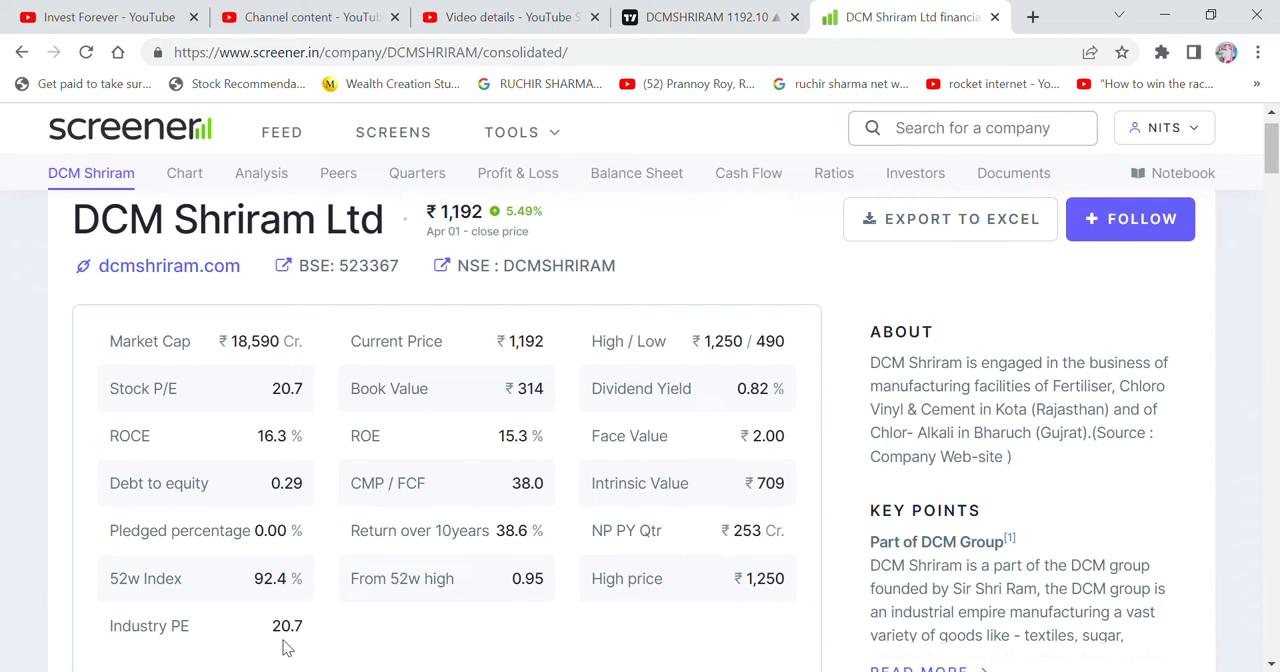 Invest Forever - YouTube
Channel content - YouTub
Video details - YouTube S
DCMSHRIRAM 1192.10
DCM Shriram Ltd financia
https://www.screener.in/company/DCMSHRIRAM/consolidated/
Get paid to take sur...
Stock Recommenda...
Wealth Creation Stu...
RUCHIR SHARMA...
(52) Prannoy Roy, R...
ruchir sharma net w...
rocket internet - Yo...
"How to win the rac...
»
screener
FEED
SCREENS
TOOLS
Search for a company
NITS
DCM Shriram
Chart
Analysis
Peers
Quarters
Profit & Loss
Balance Sheet
Cash Flow
Ratios
Investors
Documents
Notebook
DCM Shriram Ltd
₹ 1,192 5.49%
Apr 01 - close price
EXPORT TO EXCEL
FOLLOW
dcmshriram.com
BSE: 523367
NSE : DCMSHRIRAM
Market Cap ₹ 18,590 Cr.
Current Price ₹ 1,192
High / Low ₹ 1,250 / 490
Stock P/E 20.7
Book Value ₹ 314
Dividend Yield 0.82 %
ROCE 16.3 %
ROE 15.3 %
Face Value ₹ 2.00
Debt to equity 0.29
CMP / FCF 38.0
Intrinsic Value ₹ 709
Pledged percentage 0.00 %
Return over 10years 38.6 %
NP PY Qtr ₹ 253 Cr.
52w Index 92.4 %
From 52w high 0.95
High price ₹ 1,250
Industry PE 20.7
ABOUT
DCM Shriram is engaged in the business of
manufacturing facilities of Fertiliser, Chloro
Vinyl & Cement in Kota (Rajasthan) and of
Chlor- Alkali in Bharuch (Gujrat).(Source :
Company Web-site )
KEY POINTS
Part of DCM Group[1]
DCM Shriram is a part of the DCM group
founded by Sir Shri Ram, the DCM group is
an industrial empire manufacturing a vast
variety of goods like - textiles, sugar,
READ MORE